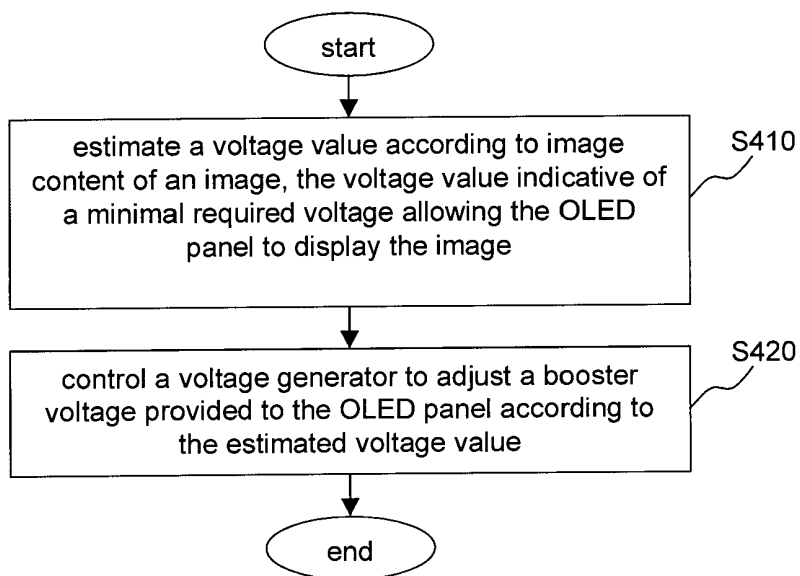 start
estimate a voltage value according to image
content of an image, the voltage value indicative of
a minimal required voltage allowing the OLED
panel to display the image
S410
control a voltage generator to adjust a booster
voltage provided to the OLED panel according to
the estimated voltage value
S420
end